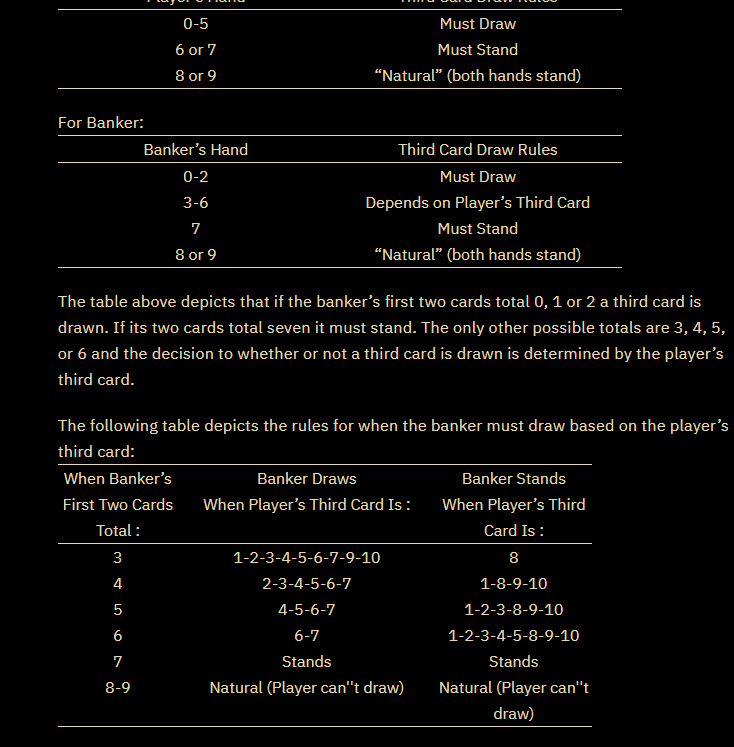 Player's Hand Third Card Draw Rules
0-5 Must Draw
6 or 7 Must Stand
8 or 9 “Natural” (both hands stand)
For Banker:
Banker’s Hand Third Card Draw Rules
0-2 Must Draw
3-6 Depends on Player’s Third Card
7 Must Stand
8 or 9 “Natural” (both hands stand)
The table above depicts that if the banker’s first two cards total 0, 1 or 2 a third card is
drawn. If its two cards total seven it must stand. The only other possible totals are 3, 4, 5,
or 6 and the decision to whether or not a third card is drawn is determined by the player’s
third card.
The following table depicts the rules for when the banker must draw based on the player’s
third card:
When Banker’s Banker Draws Banker Stands
First Two Cards When Player’s Third Card Is : When Player’s Third
Total : Card Is :
3 1-2-3-4-5-6-7-9-10 8
4 2-3-4-5-6-7 1-8-9-10
5 4-5-6-7 1-2-3-8-9-10
6 6-7 1-2-3-4-5-8-9-10
7 Stands Stands
8-9 Natural (Player can''t draw) Natural (Player can''t
draw)